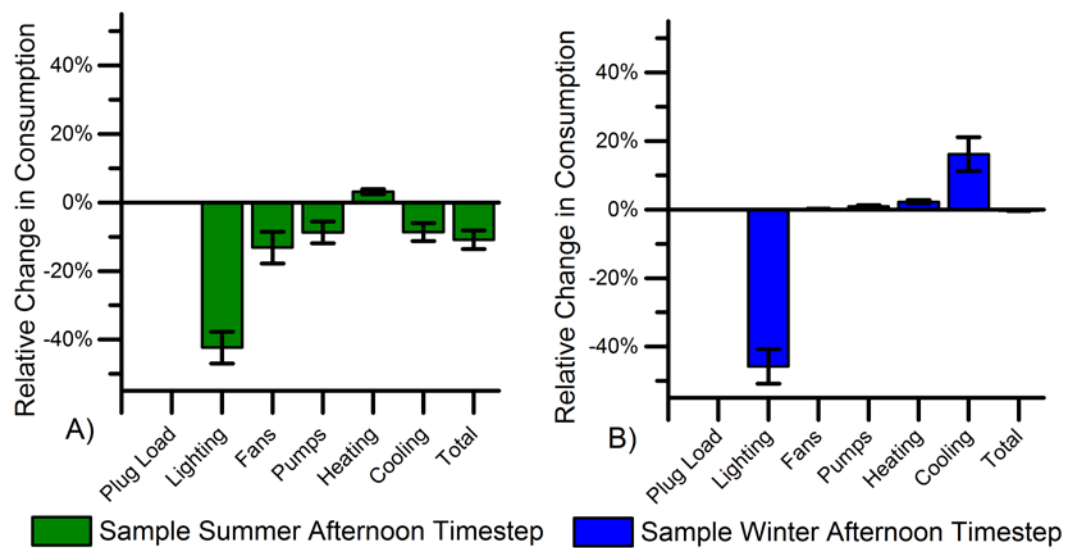 Relative Change in Consumption
40%
20%
0%
-20%
-40%
A)
Plug Load
Lighting
Fans
Pumps
Heating
Cooling
Total
Relative Change in Consumption
40%
20%
0%
-20%
-40%
B)
Plug Load
Lighting
Fans
Pumps
Heating
Cooling
Total
Sample Summer Afternoon Timestep
Sample Winter Afternoon Timestep